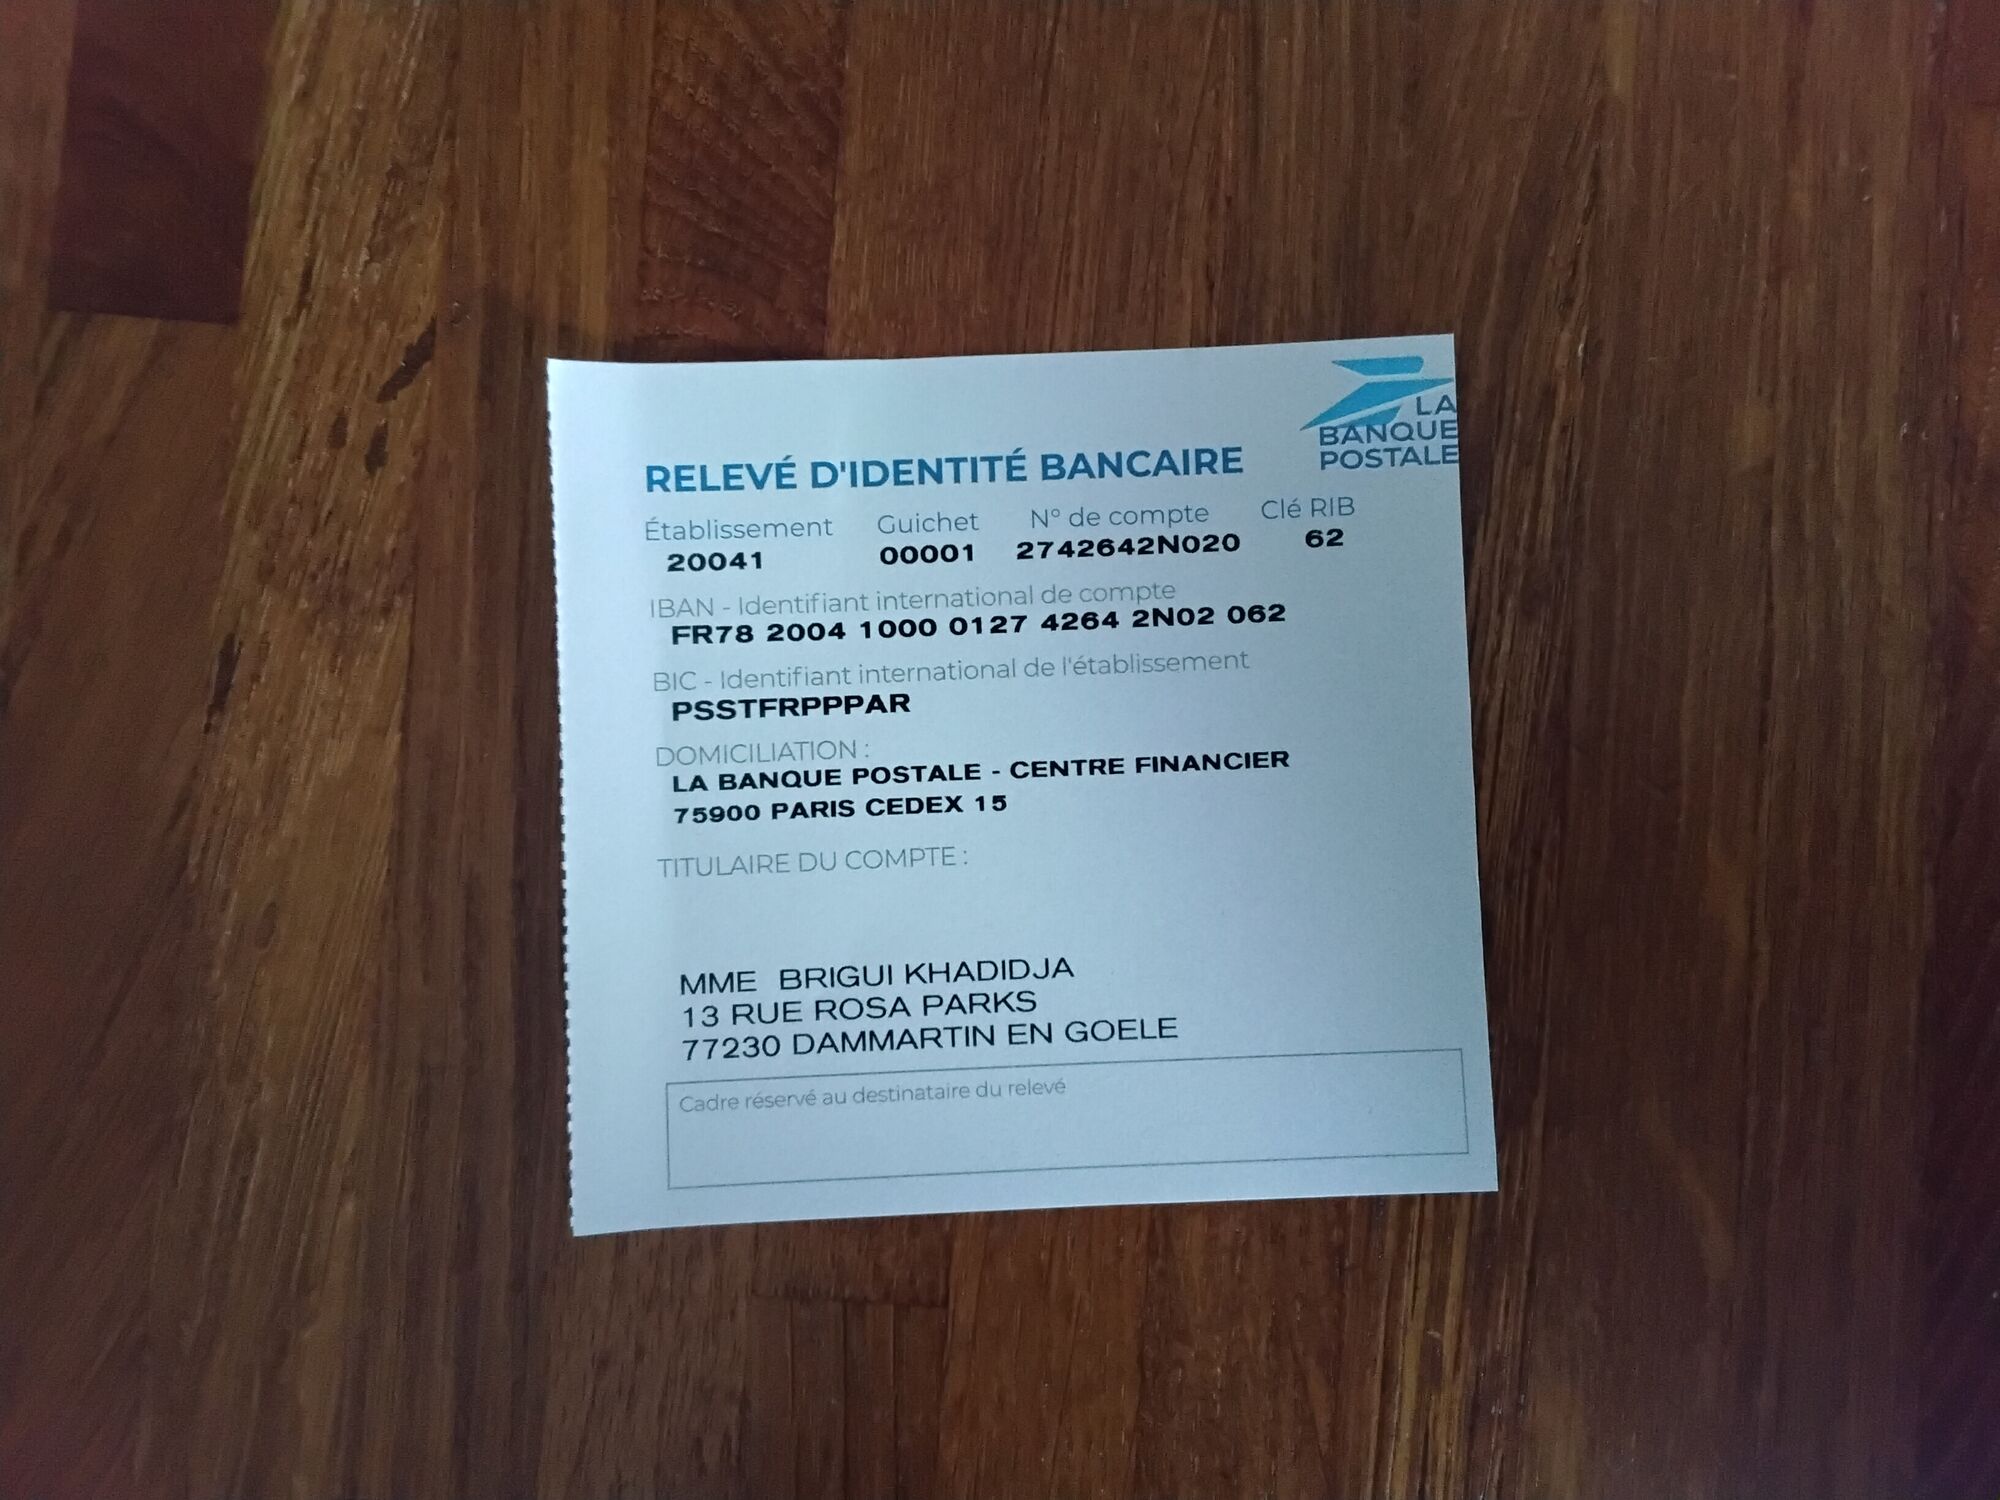 LA
BANQUE
POSTALE
RELEVÉ D'IDENTITÉ BANCAIRE
Établissement Guichet N° de compte Clé RIB
20041 00001 2742642N020 62
IBAN - Identifiant international de compte
FR78 2004 1000 0127 4264 2N02 062
BIC - Identifiant international de l'établissement
PSSTFRPPPAR
DOMICILIATION :
LA BANQUE POSTALE - CENTRE FINANCIER
75900 PARIS CEDEX 15
TITULAIRE DU COMPTE :
MME BRIGUI KHADIDJA
13 RUE ROSA PARKS
77230 DAMMARTIN EN GOELE
Cadre réservé au destinataire du relevé